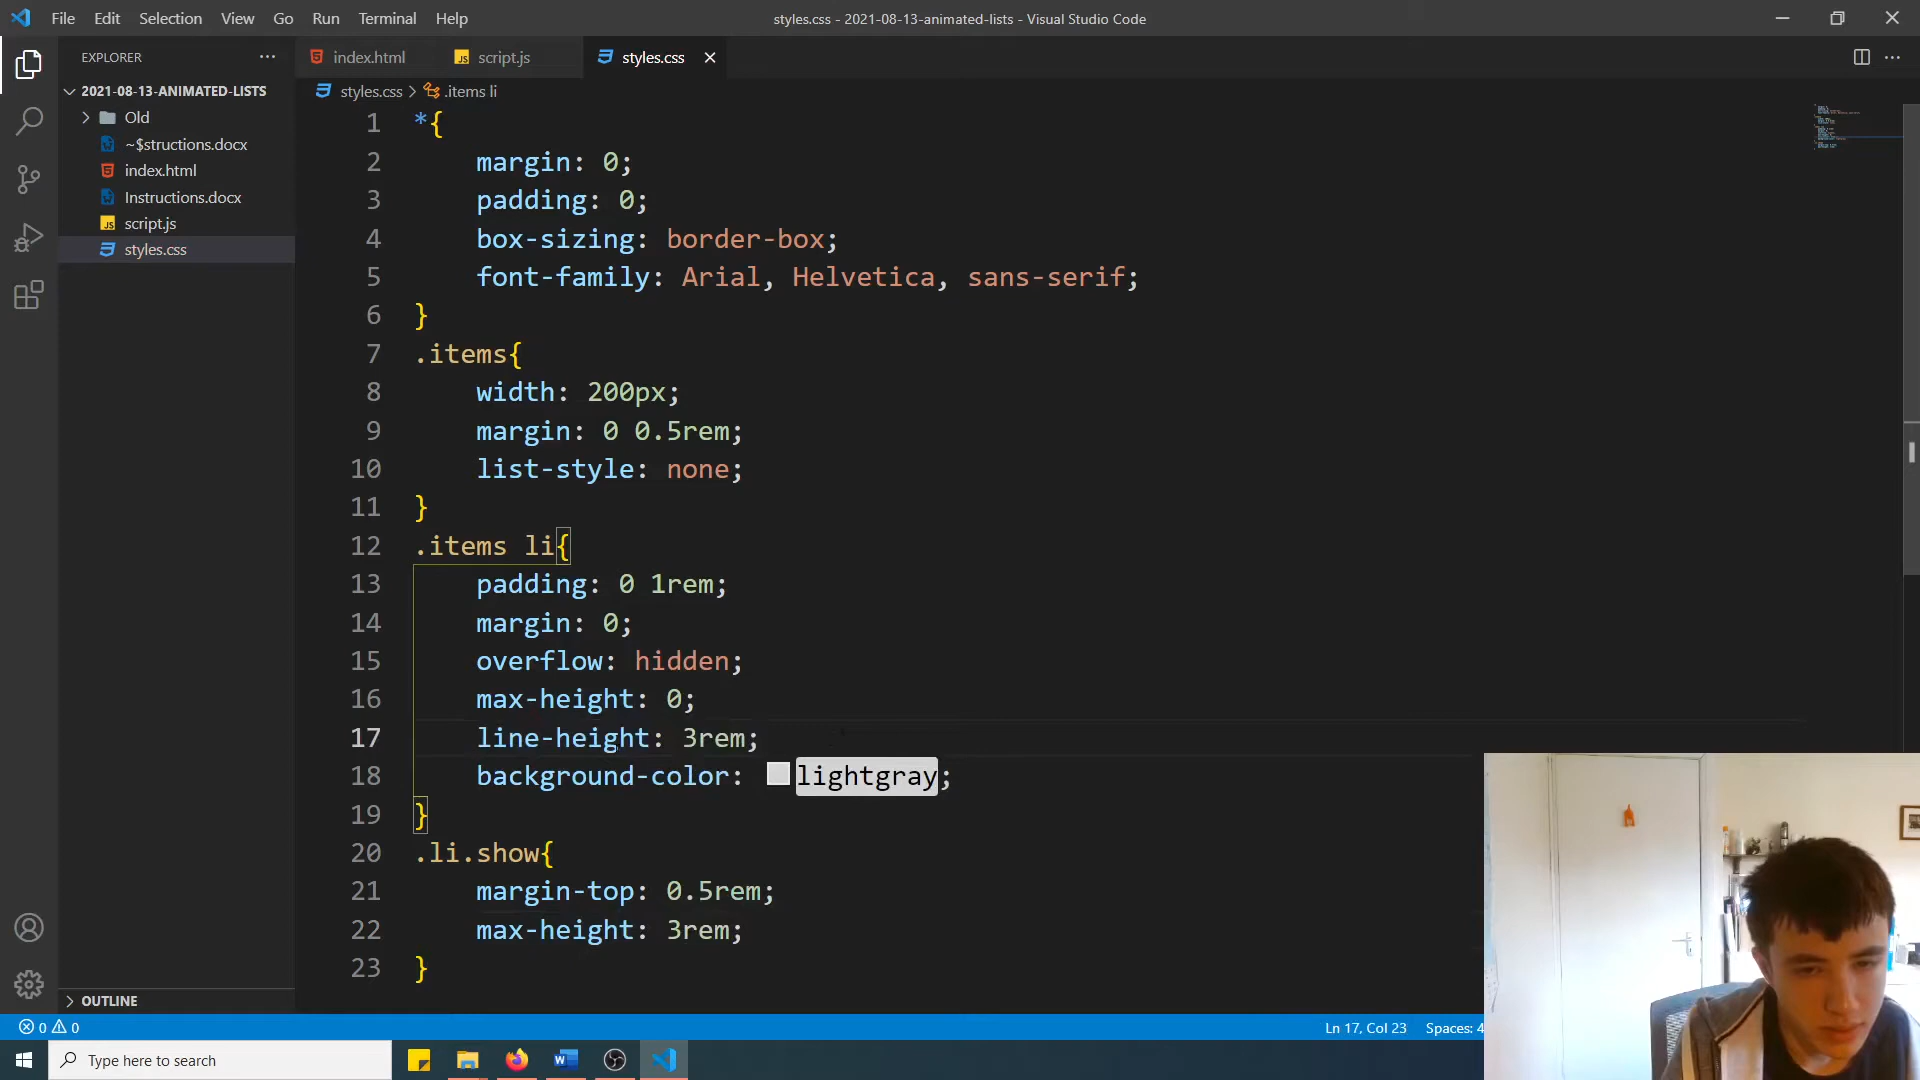 File Edit Selection View Go Run Terminal Help
styles.css - 2021-08-13-animated-lists - Visual Studio Code
EXPLORER
index.html
script.js
styles.css
2021-08-13-ANIMATED-LISTS
Old
~$structions.docx
index.html
Instructions.docx
script.js
styles.css
styles.css > .items li
1 *{
2 margin: 0;
3 padding: 0;
4 box-sizing: border-box;
5 font-family: Arial, Helvetica, sans-serif;
6 }
7 .items{
8 width: 200px;
9 margin: 0 0.5rem;
10 list-style: none;
11 }
12 .items li{
13 padding: 0 1rem;
14 margin: 0;
15 overflow: hidden;
16 max-height: 0;
17 line-height: 3rem;
18 background-color: lightgray;
19 }
20 .li.show{
21 margin-top: 0.5rem;
22 max-height: 3rem;
23 }
OUTLINE
0 0
Ln 17, Col 23 Spaces: 4
Type here to search